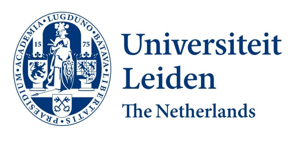 ACADEMIA · LUGDUNO · BATAVA · LIBERTATIS · PRAESIDIUM
15 75
Universiteit
Leiden
The Netherlands